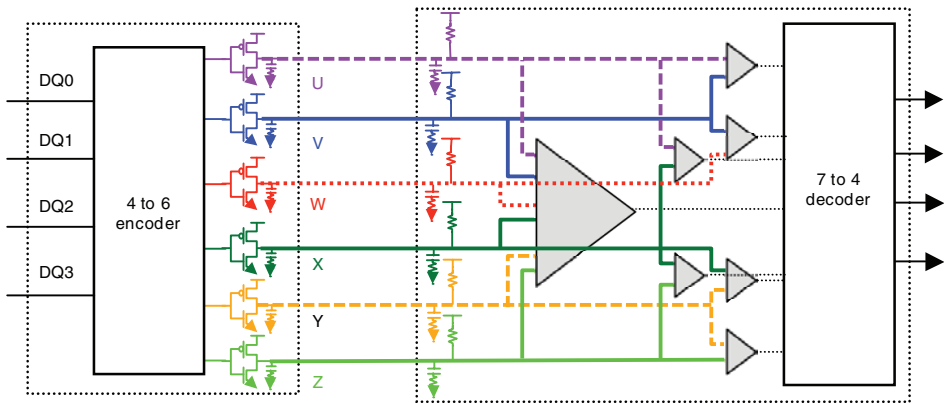 DQ0
DQ1
DQ2
DQ3
4 to 6
encoder
U
V
W
X
Y
Z
7 to 4
decoder